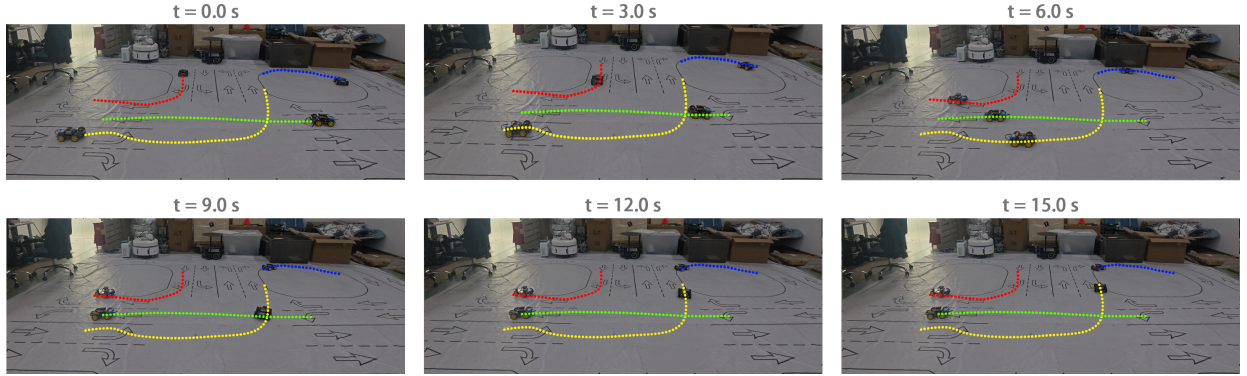 t = 0.0 s
t = 3.0 s
t = 6.0 s
t = 9.0 s
t = 12.0 s
t = 15.0 s